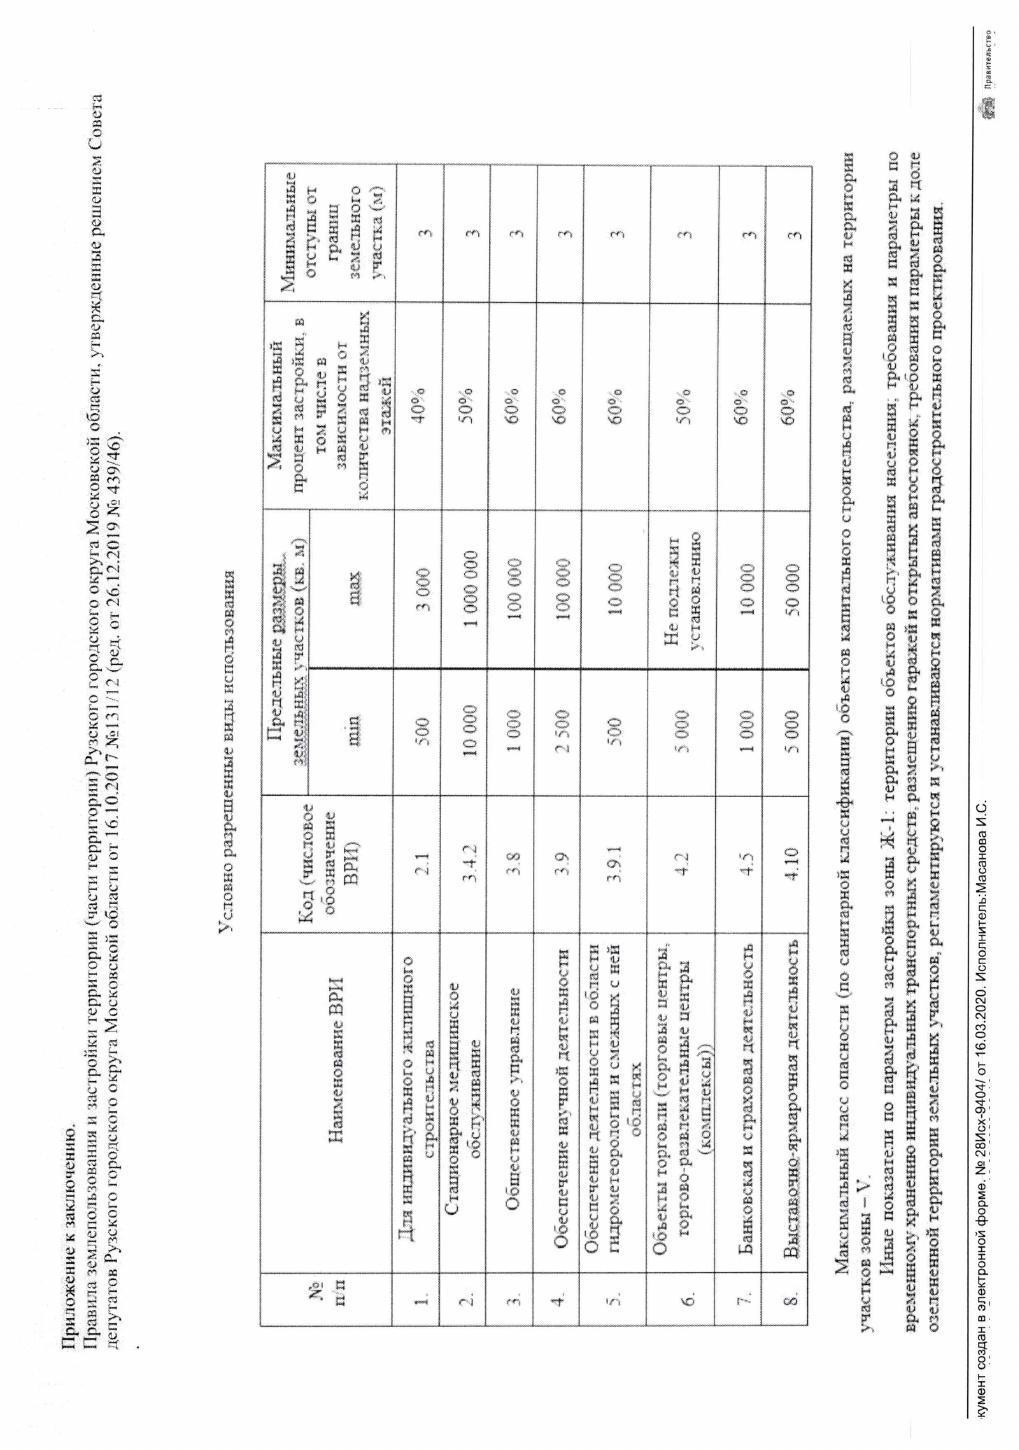 Приложение к заключению.
Правила землепользования и застройки территории (части территории) Рузского городского округа Московской области, утвержденные решением Совета
депутатов Рузского городского округа Московской области от 16.10.2017 №131/12 (ред. от 26.12.2019 № 439/46).
.
Условно разрешенные виды использования
№ п/п
Наименование ВРИ
Код (числовое
обозначение
ВРИ)
Предельные размеры
земельных участков (кв. м)
min
max
Максимальный
процент застройки, в
том числе в
зависимости от
количества надземных
этажей
Минимальные
отступы от
границ
земельного
участка (м)
1. Для индивидуального жилищного
строительства
2.1 500 3 000 40% 3
2. Стационарное медицинское
обслуживание
3.4.2 10 000 1 000 000 50% 3
3. Общественное управление 3.8 1 000 100 000 60% 3
4. Обеспечение научной деятельности 3.9 2 500 100 000 60% 3
5. Обеспечение деятельности в области
гидрометеорологии и смежных с ней
областях
3.9.1 500 10 000 60% 3
6. Объекты торговли (торговые центры,
торгово-развлекательные центры
(комплексы))
4.2 5 000 Не подлежит
установлению
50% 3
7. Банковская и страховая деятельность 4.5 1 000 10 000 60% 3
8. Выставочно-ярмарочная деятельность 4.10 5 000 50 000 60% 3
Максимальный класс опасности (по санитарной классификации) объектов капитального строительства, размещаемых на территории
участков зоны – V.
Иные показатели по параметрам застройки зоны Ж-1: территории объектов обслуживания населения; требования и параметры по
временному хранению индивидуальных транспортных средств, размещению гаражей и открытых автостоянок, требования и параметры к доле
озелененной территории земельных участков, регламентируются и устанавливаются нормативами градостроительного проектирования.
кумент создан в электронной форме. № 28Исх-9404/ от 16.03.2020. Исполнитель:Масанова И.С.
Правительство